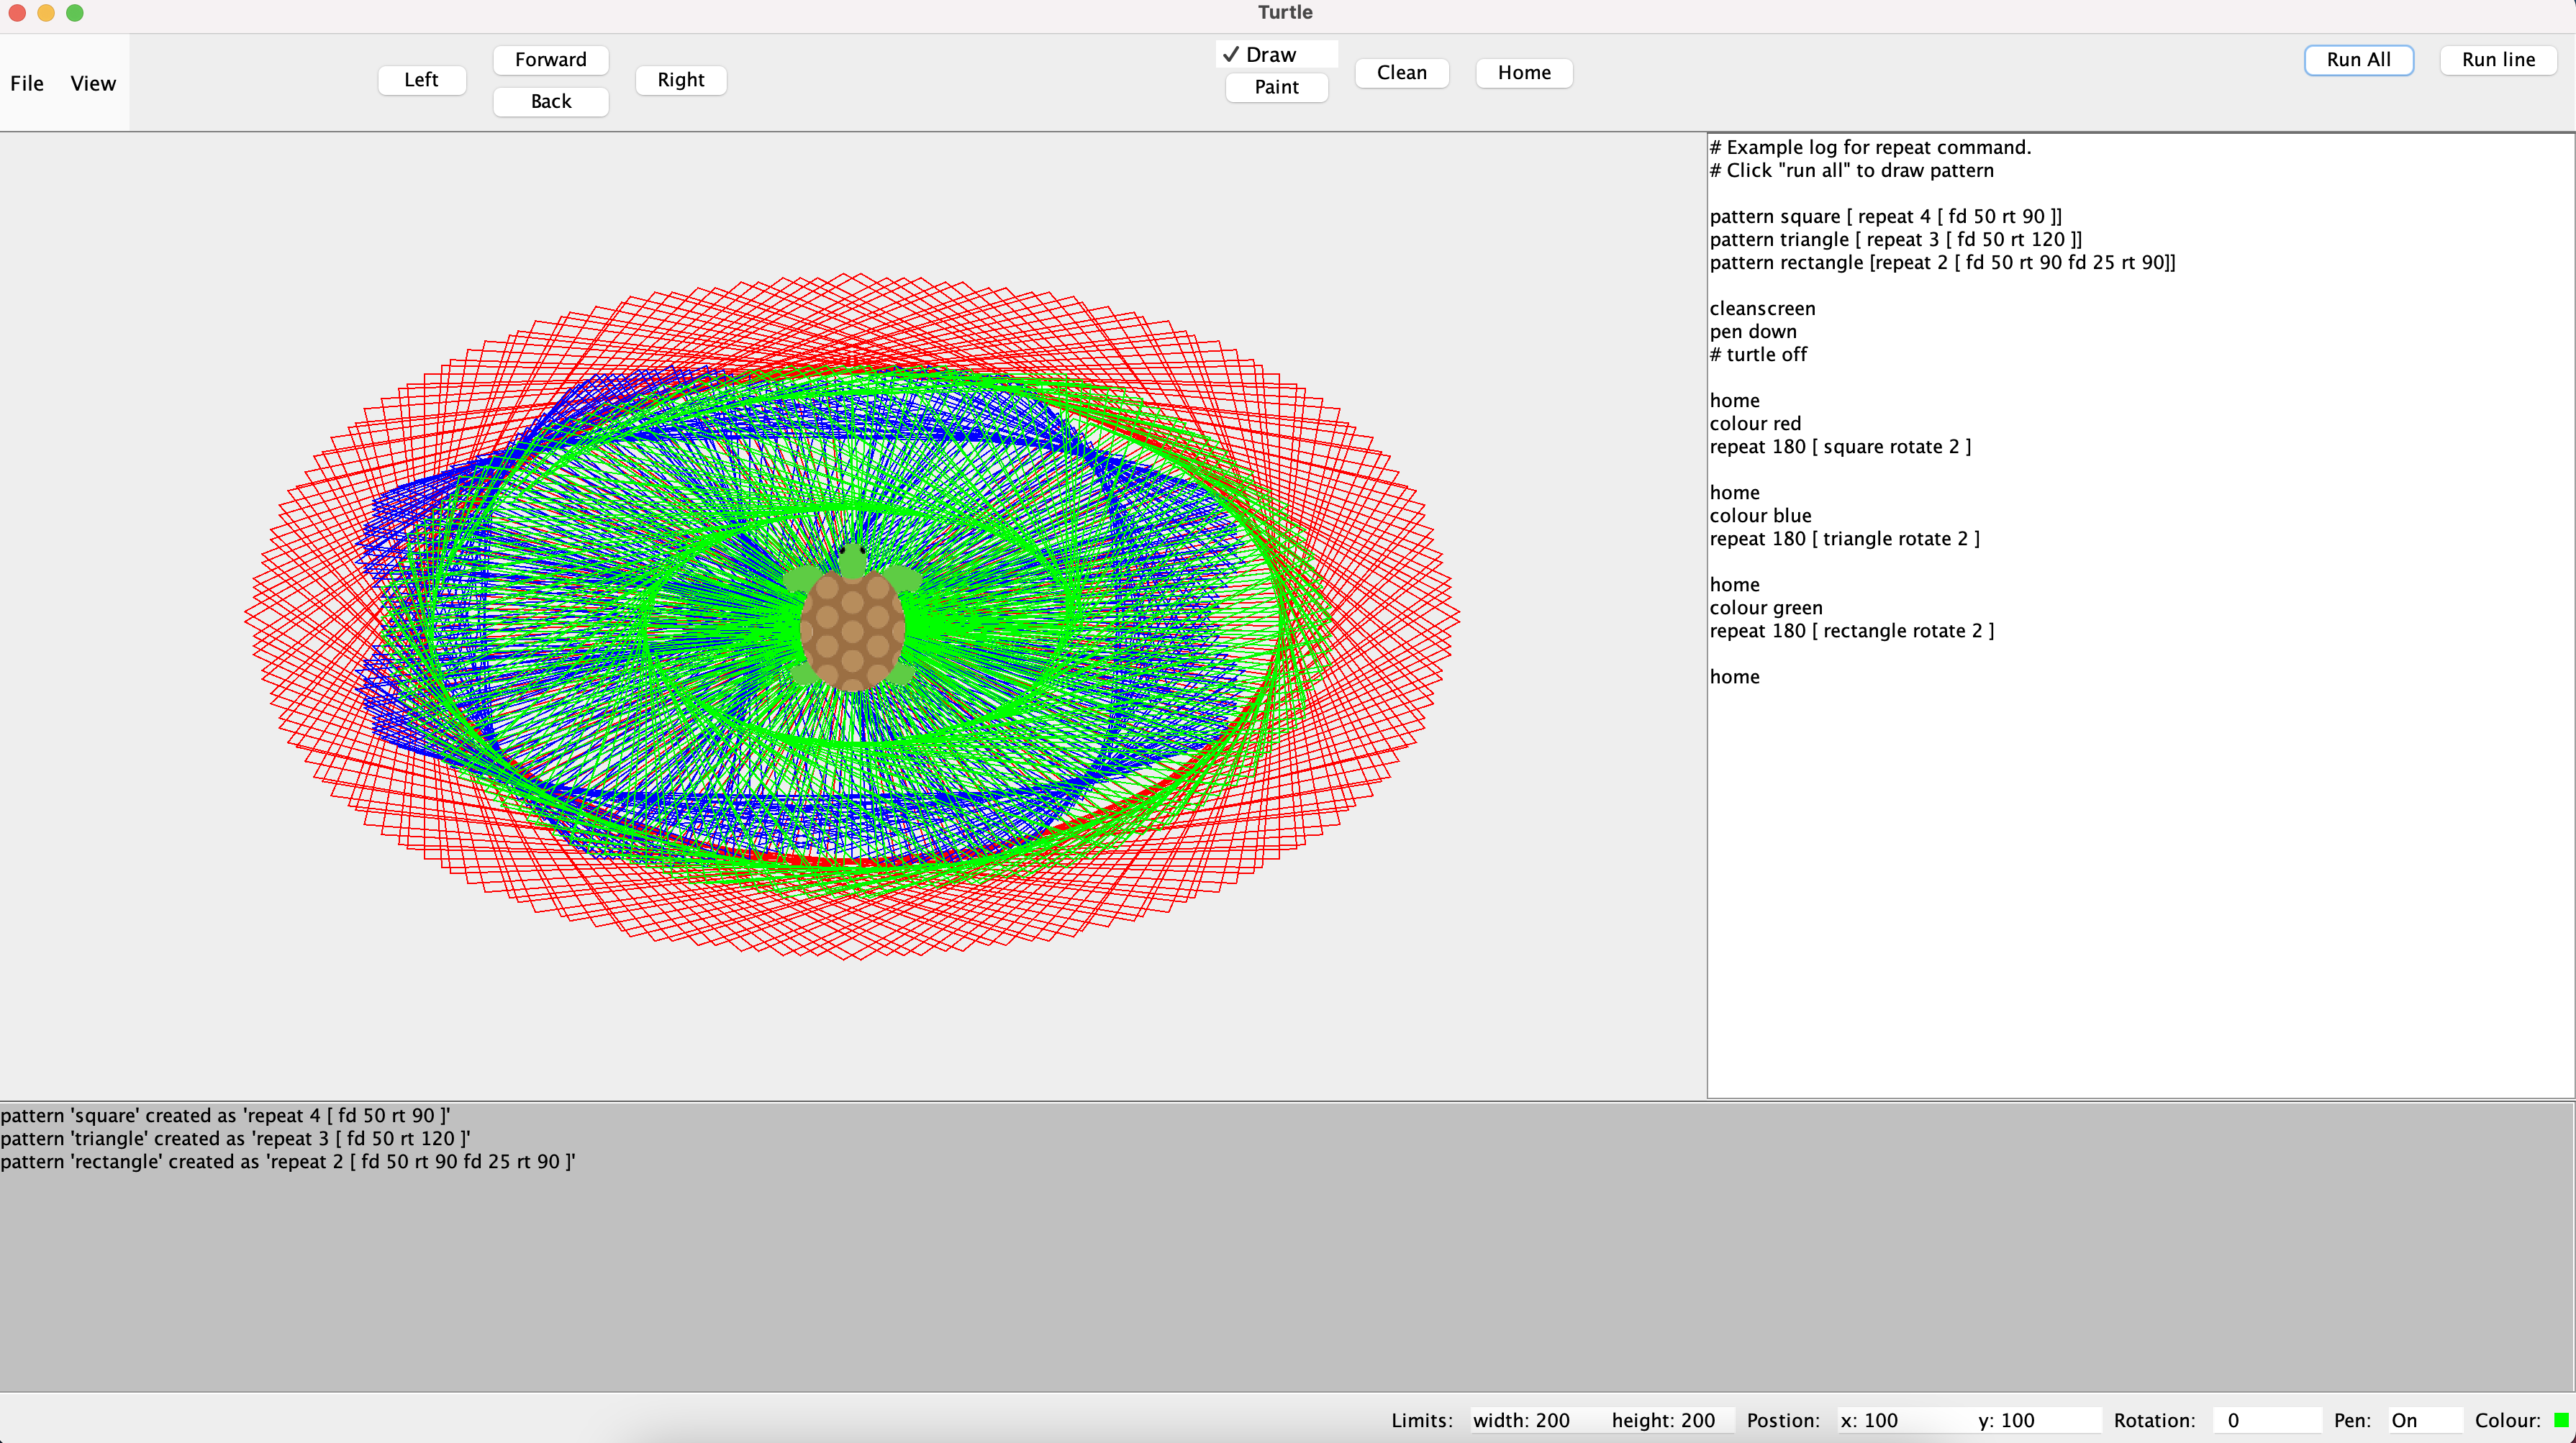 Turtle
File View
Left
Forward
Back
Right
✓ Draw
Paint
Clean
Home
Run All
Run line
# Example log for repeat command.
# Click "run all" to draw pattern
pattern square [ repeat 4 [ fd 50 rt 90 ]]
pattern triangle [ repeat 3 [ fd 50 rt 120 ]]
pattern rectangle [repeat 2 [ fd 50 rt 90 fd 25 rt 90]]
cleanscreen
pen down
# turtle off
home
colour red
repeat 180 [ square rotate 2 ]
home
colour blue
repeat 180 [ triangle rotate 2 ]
home
colour green
repeat 180 [ rectangle rotate 2 ]
home
pattern 'square' created as 'repeat 4 [ fd 50 rt 90 ]'
pattern 'triangle' created as 'repeat 3 [ fd 50 rt 120 ]'
pattern 'rectangle' created as 'repeat 2 [ fd 50 rt 90 fd 25 rt 90 ]'
Limits: width: 200 height: 200 Postion: x: 100 y: 100 Rotation: 0 Pen: On Colour: